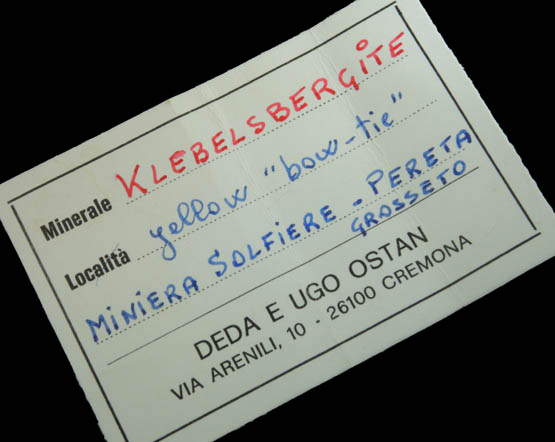 Minerale KLEBELSBERGITE
Località yellow "bow-tie"
MINIERA SOLFIERE - PERETA
GROSSETO
DEDA E UGO OSTAN
VIA ARENILI, 10 - 26100 CREMONA